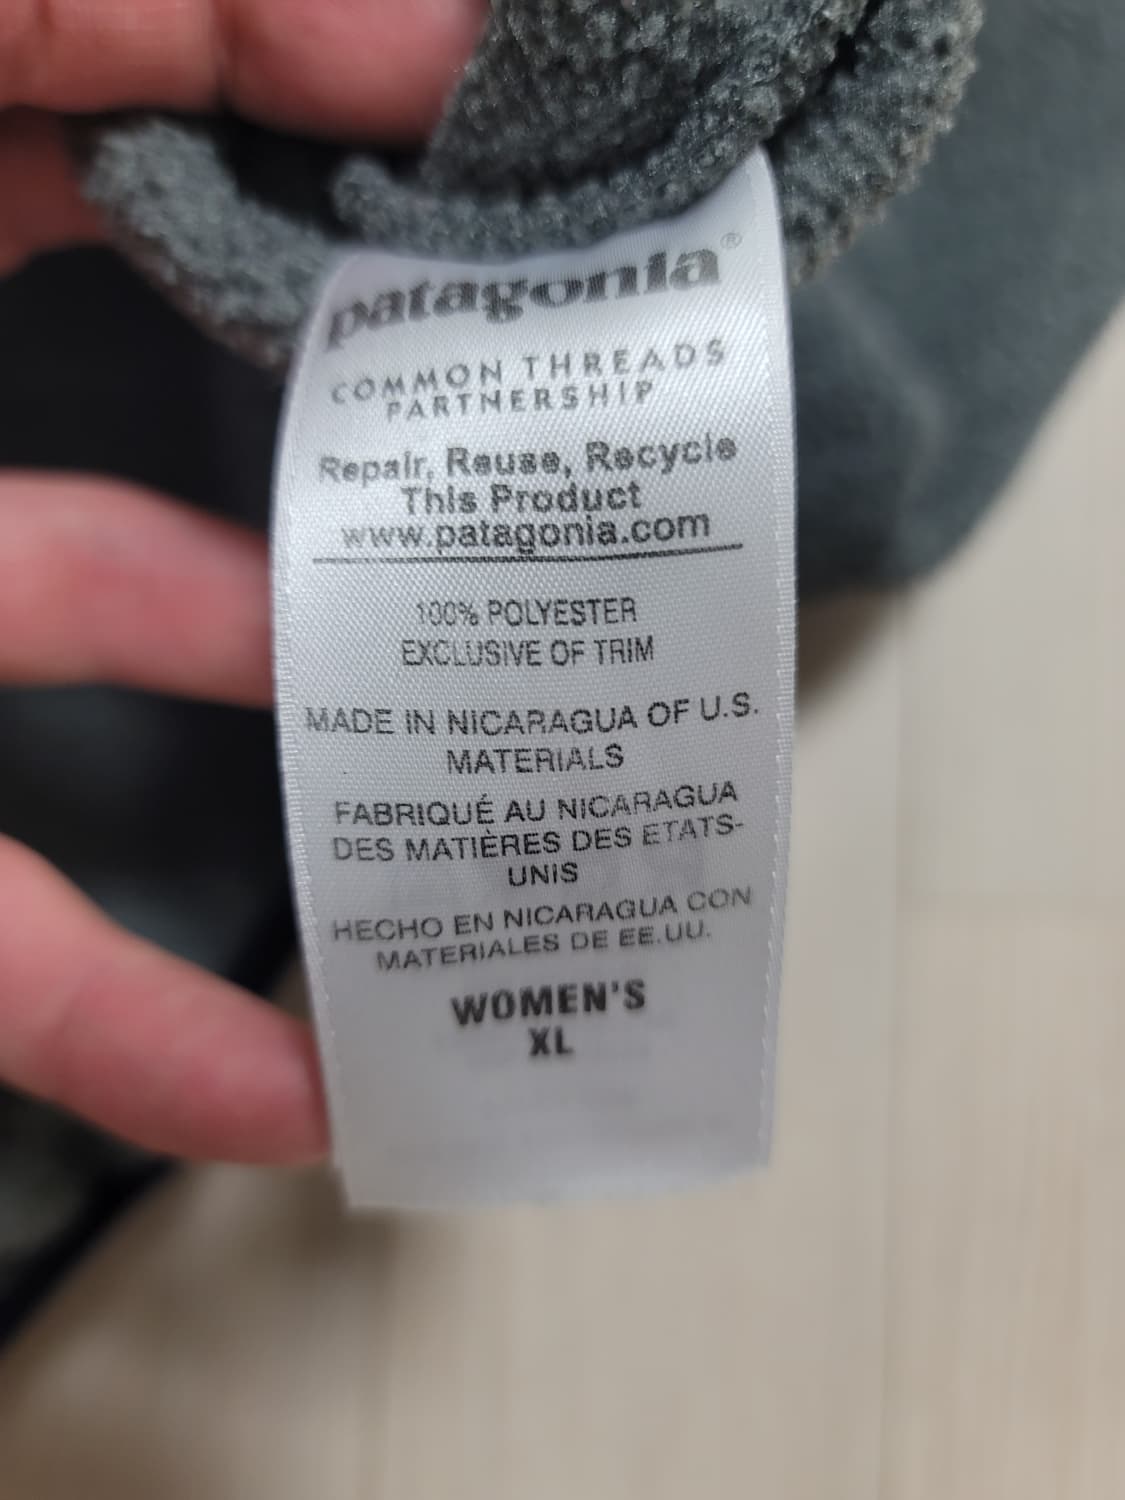 patagonia®
COMMON THREADS
PARTNERSHIP
Repair, Reuse, Recycle
This Product
www.patagonia.com
100% POLYESTER
EXCLUSIVE OF TRIM
MADE IN NICARAGUA OF U.S.
MATERIALS
FABRIQUÉ AU NICARAGUA
DES MATIÈRES DES ETATS-
UNIS
HECHO EN NICARAGUA CON
MATERIALES DE EE.UU.
WOMEN'S
XL